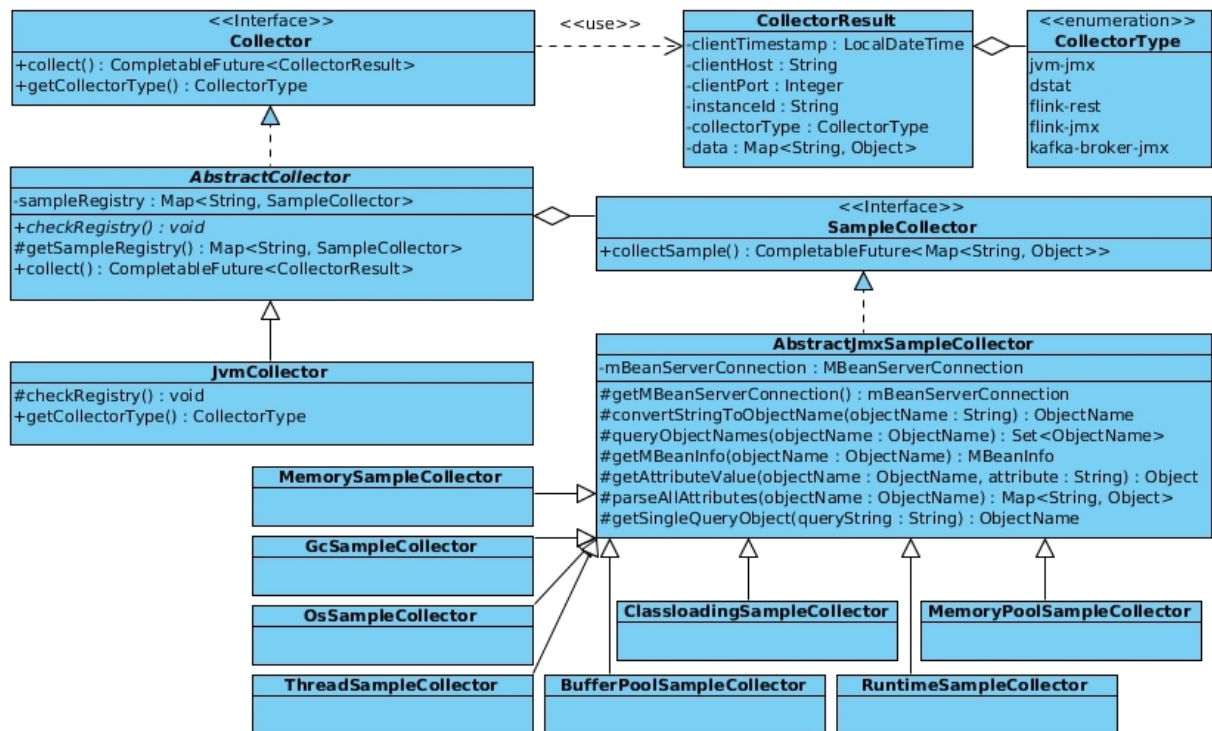 <<Interface>>
Collector
+collect() : CompletableFuture<CollectorResult>
+getCollectorType() : CollectorType
<<use>>
CollectorResult
-clientTimestamp : LocalDateTime
-clientHost : String
-clientPort : Integer
-instanceId : String
-collectorType : CollectorType
-data : Map<String, Object>
<<enumeration>>
CollectorType
jvm-jmx
dstat
flink-rest
flink-jmx
kafka-broker-jmx
AbstractCollector
-sampleRegistry : Map<String, SampleCollector>
+checkRegistry() : void
#getSampleRegistry() : Map<String, SampleCollector>
+collect() : CompletableFuture<CollectorResult>
<<Interface>>
SampleCollector
+collectSample() : CompletableFuture<Map<String, Object>>
JvmCollector
#checkRegistry() : void
+getCollectorType() : CollectorType
AbstractJmxSampleCollector
-mBeanServerConnection : MBeanServerConnection
#getMBeanServerConnection() : mBeanServerConnection
#convertStringToObjectName(objectName : String) : ObjectName
#queryObjectNames(objectName : ObjectName) : Set<ObjectName>
#getMBeanInfo(objectName : ObjectName) : MBeanInfo
#getAttributeValue(objectName : ObjectName, attribute : String) : Object
#parseAllAttributes(objectName : ObjectName) : Map<String, Object>
#getSingleQueryObject(queryString : String) : ObjectName
MemorySampleCollector
GcSampleCollector
OsSampleCollector
ClassloadingSampleCollector
MemoryPoolSampleCollector
ThreadSampleCollector
BufferPoolSampleCollector
RuntimeSampleCollector